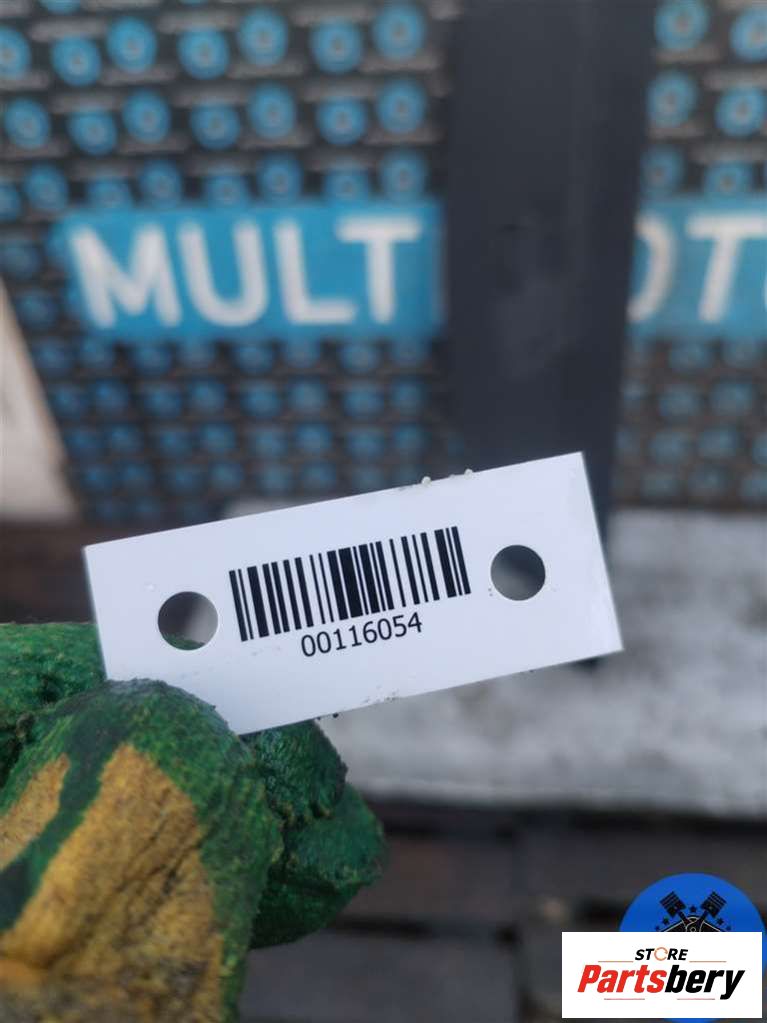 MULT
OT
00116054
STORE
Partsbery